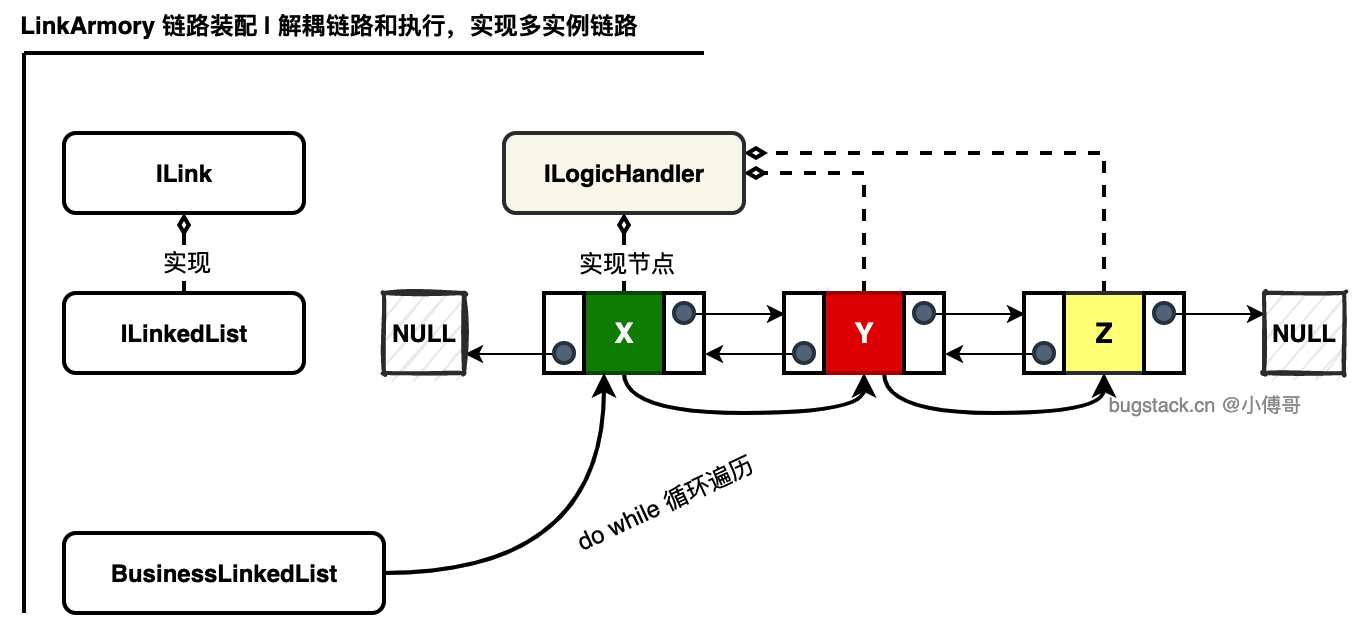 LinkArmory 链路装配 | 解耦链路和执行，实现多实例链路
ILink
ILogicHandler
实现
实现节点
ILinkedList
NULL
X
Y
Z
NULL
bugstack.cn @小傅哥
do while 循环遍历
BusinessLinkedList